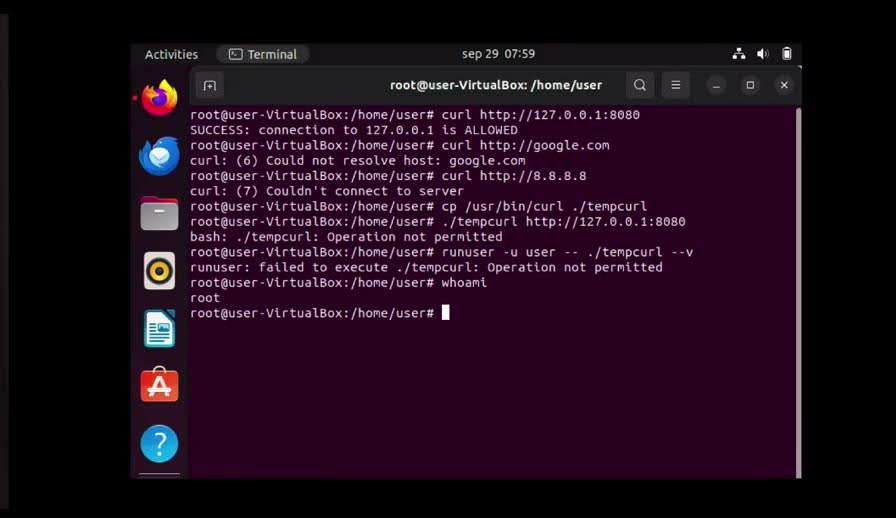 Activities
Terminal
sep 29 07:59
root@user-VirtualBox: /home/user
root@user-VirtualBox:/home/user# curl http://127.0.0.1:8080
SUCCESS: connection to 127.0.0.1 is ALLOWED
root@user-VirtualBox:/home/user# curl http://google.com
curl: (6) Could not resolve host: google.com
root@user-VirtualBox:/home/user# curl http://8.8.8.8
curl: (7) Couldn't connect to server
root@user-VirtualBox:/home/user# cp /usr/bin/curl ./tempcurl
root@user-VirtualBox:/home/user# ./tempcurl http://127.0.0.1:8080
bash: ./tempcurl: Operation not permitted
root@user-VirtualBox:/home/user# runuser -u user -- ./tempcurl --v
runuser: failed to execute ./tempcurl: Operation not permitted
root@user-VirtualBox:/home/user# whoami
root
root@user-VirtualBox:/home/user#